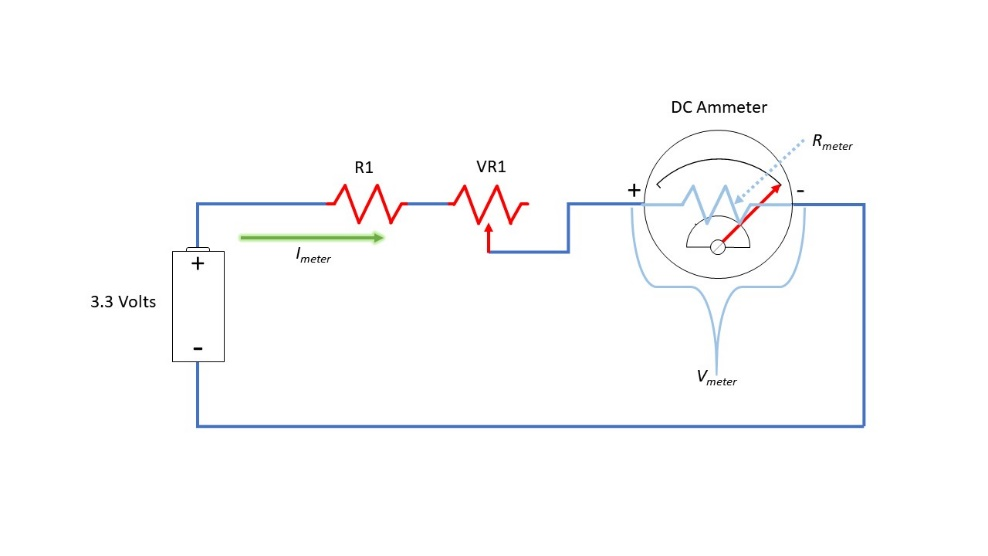 DC Ammeter
R1
VR1
Rmeter
+
-
Imeter
+
3.3 Volts
-
Vmeter